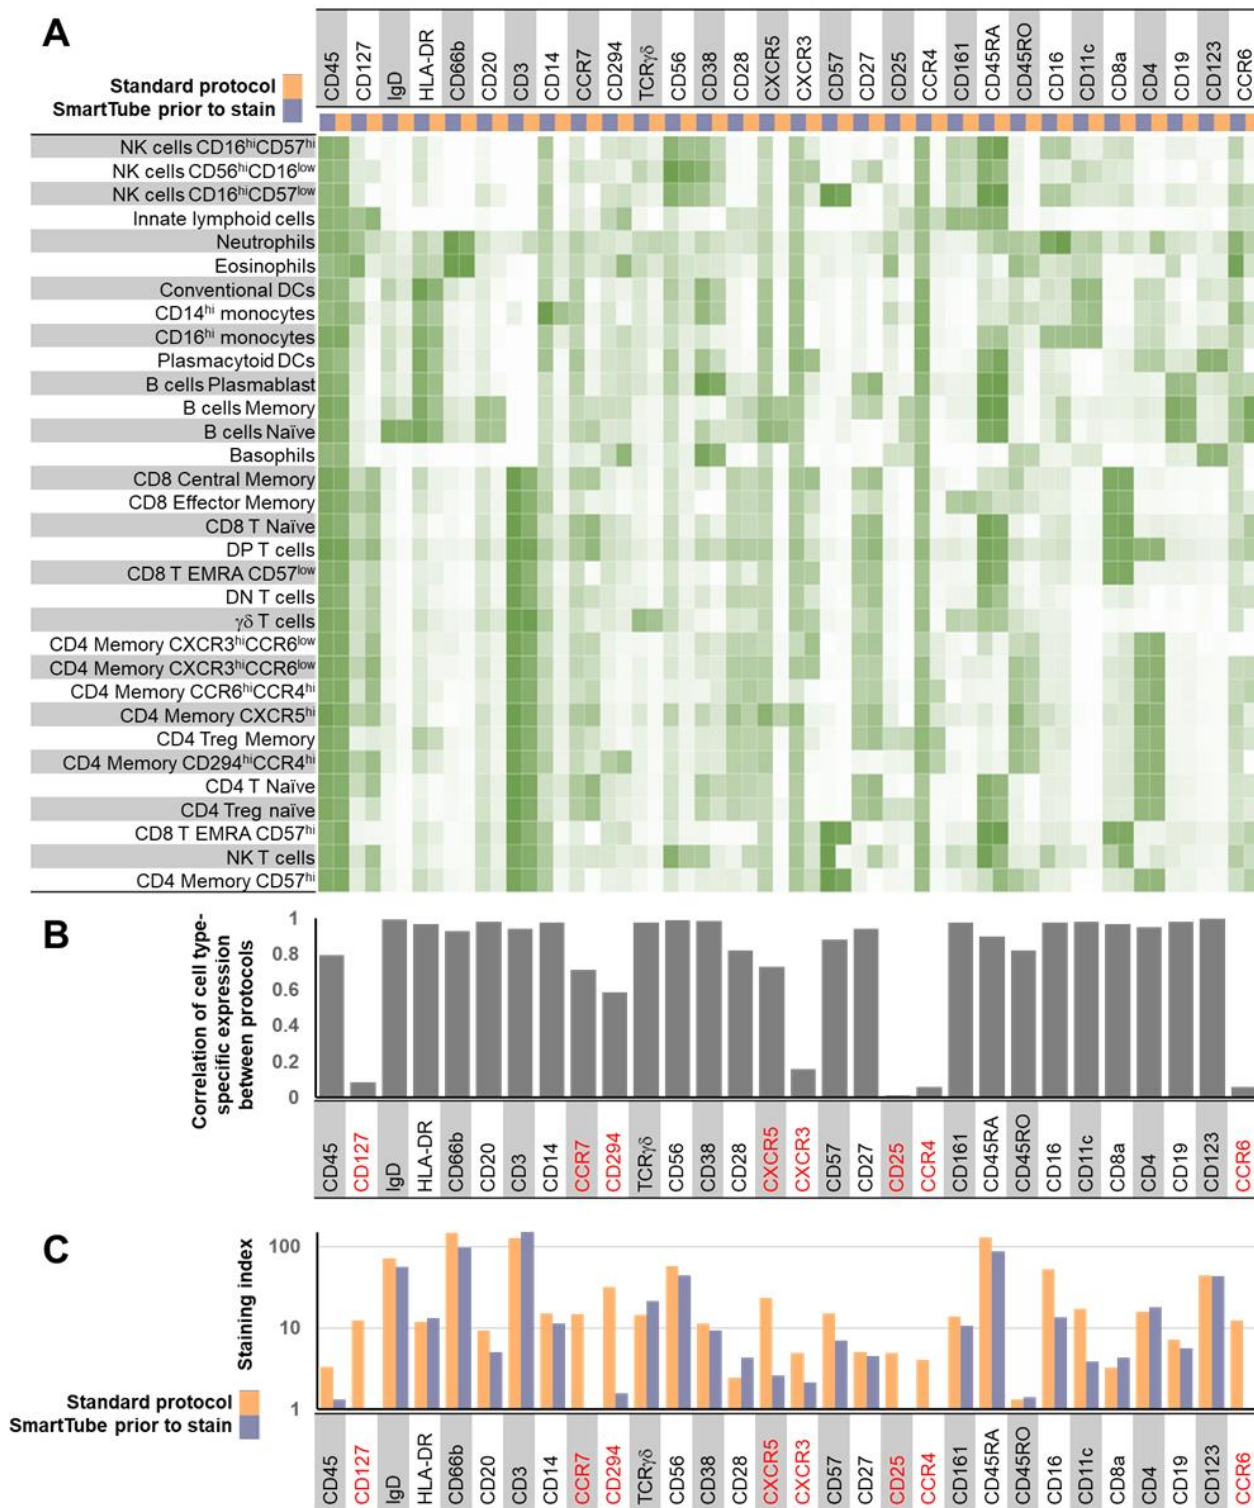 A
CD45
CD127
IgD
HLA-DR
CD66b
CD20
CD3
CD14
CCR7
CD294
TCRγδ
CD56
CD38
CD28
CXCR5
CXCR3
CD57
CD27
CD25
CCR4
CD161
CD45RA
CD45RO
CD16
CD11c
CD8a
CD4
CD19
CD123
CCR6
Standard protocol
SmartTube prior to stain
NK cells CD16hiCD57hi
NK cells CD56hiCD16low
NK cells CD16hiCD57low
Innate lymphoid cells
Neutrophils
Eosinophils
Conventional DCs
CD14hi monocytes
CD16hi monocytes
Plasmacytoid DCs
B cells Plasmablast
B cells Memory
B cells Naïve
Basophils
CD8 Central Memory
CD8 Effector Memory
CD8 T Naïve
DP T cells
CD8 T EMRA CD57low
DN T cells
γδ T cells
CD4 Memory CXCR3hiCCR6low
CD4 Memory CXCR3hiCCR6low
CD4 Memory CCR6hiCCR4hi
CD4 Memory CXCR5hi
CD4 Treg Memory
CD4 Memory CD294hiCCR4hi
CD4 T Naïve
CD4 Treg naïve
CD8 T EMRA CD57hi
NK T cells
CD4 Memory CD57hi
B
Correlation of cell type-
specific expression
between protocols
1
0.8
0.6
0.4
0.2
0
CD45
CD127
IgD
HLA-DR
CD66b
CD20
CD3
CD14
CCR7
CD294
TCRγδ
CD56
CD38
CD28
CXCR5
CXCR3
CD57
CD27
CD25
CCR4
CD161
CD45RA
CD45RO
CD16
CD11c
CD8a
CD4
CD19
CD123
CCR6
C
Staining index
100
10
1
Standard protocol
SmartTube prior to stain
CD45
CD127
IgD
HLA-DR
CD66b
CD20
CD3
CD14
CCR7
CD294
TCRγδ
CD56
CD38
CD28
CXCR5
CXCR3
CD57
CD27
CD25
CCR4
CD161
CD45RA
CD45RO
CD16
CD11c
CD8a
CD4
CD19
CD123
CCR6